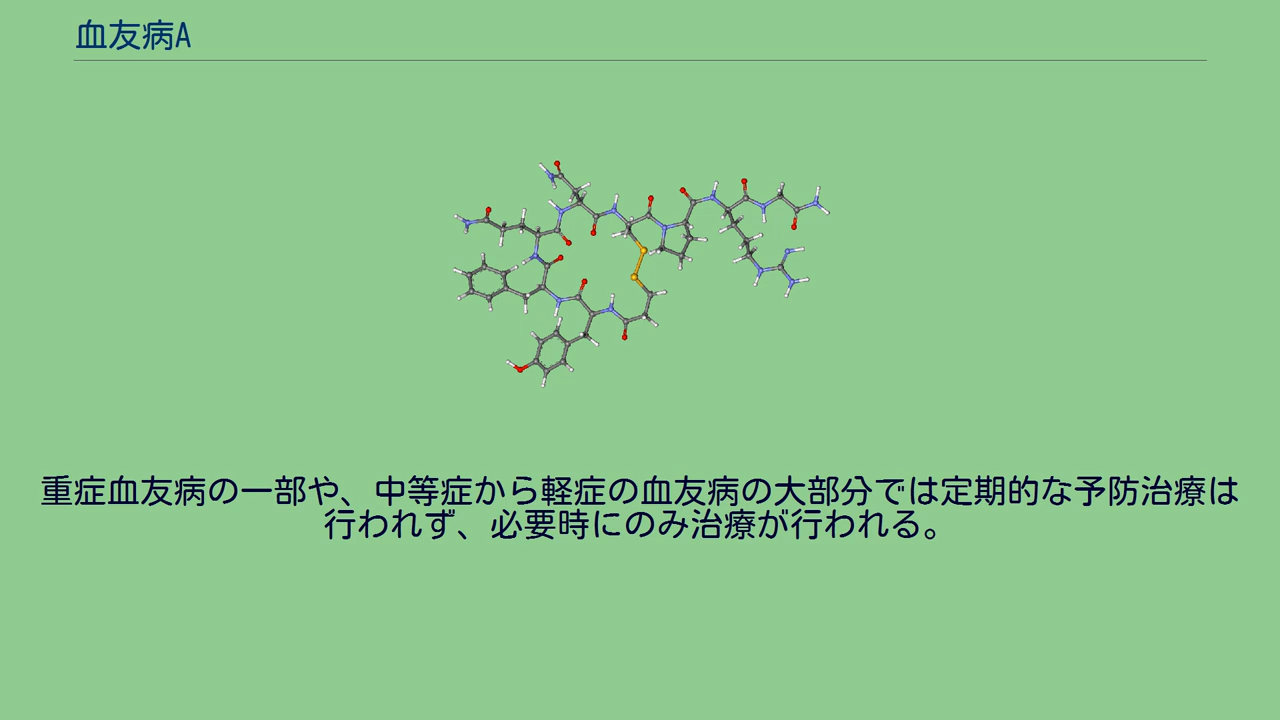 血友病A
重症血友病の一部や、中等症から軽症の血友病の大部分では定期的な予防治療は
行われず、必要時にのみ治療が行われる。